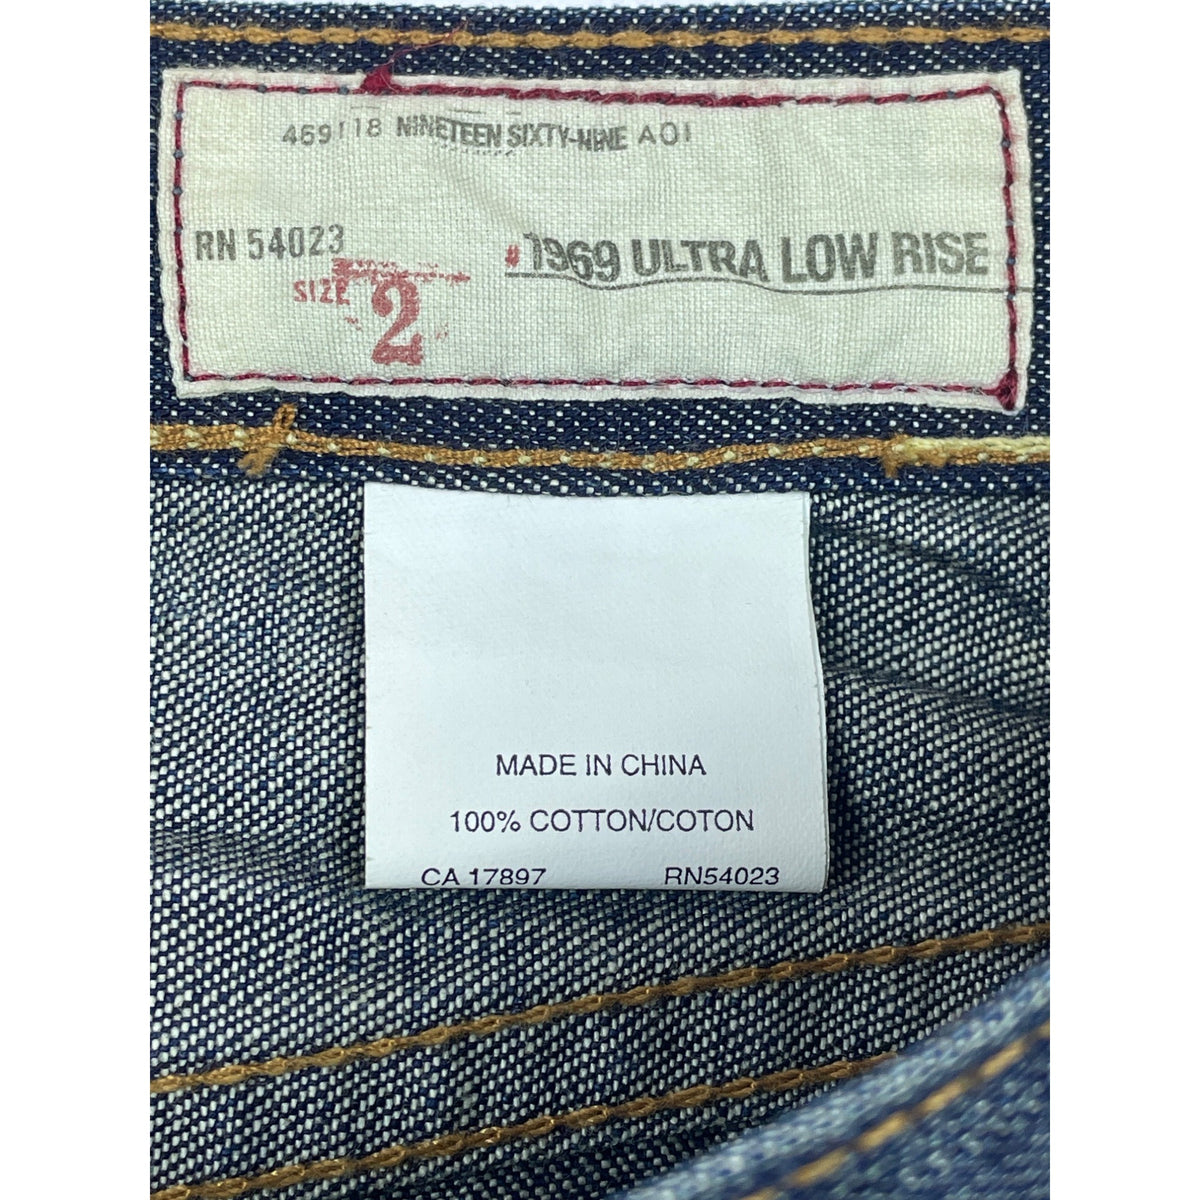 469118 NINETEEN SIXTY-NINE A01
RN 54023
#1969 ULTRA LOW RISE
SIZE 2
MADE IN CHINA
100% COTTON/COTON
CA 17897 RN54023